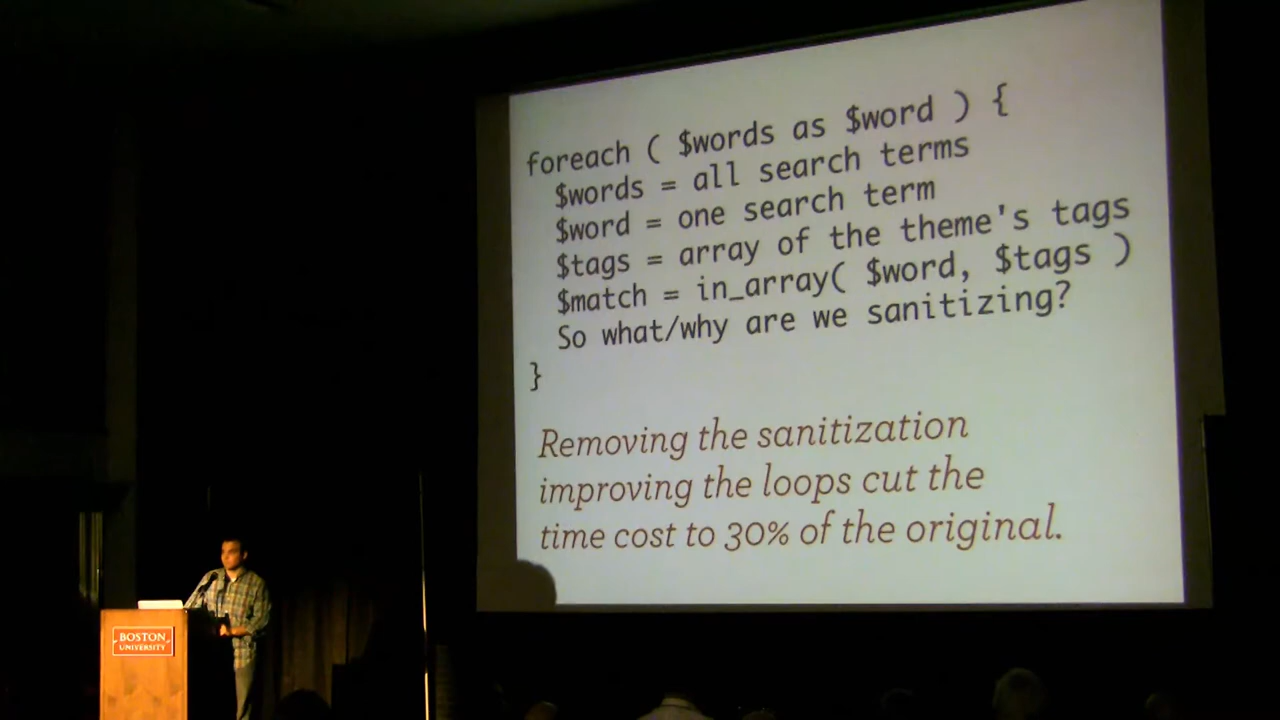 foreach ( $words as $word ) {
$words = all search terms
$word = one search term
$tags = array of the theme's tags
$match = in_array( $word, $tags )
So what/why are we sanitizing?
}
Removing the sanitization
improving the loops cut the
time cost to 30% of the original.
BOSTON
UNIVERSITY